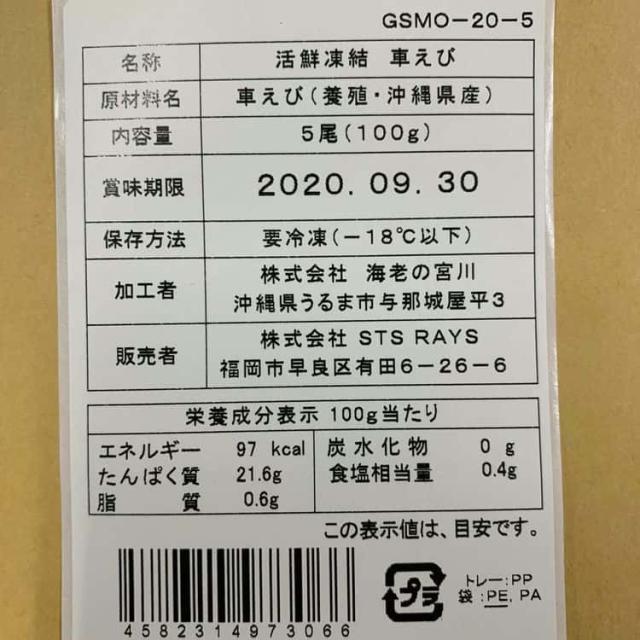 GSMO-20-5
名称 活鮮凍結 車えび
原材料名 車えび(養殖・沖縄県産)
内容量 5尾(100g)
賞味期限 2020.09.30
保存方法 要冷凍(-18℃以下)
加工者 株式会社 海老の宮川
沖縄県うるま市与那城屋平3
販売者 株式会社 STS RAYS
福岡市早良区有田6-26-6
栄養成分表示 100g当たり
エネルギー 97 kcal 炭水化物 0 g
たんぱく質 21.6g 食塩相当量 0.4g
脂質 0.6g
この表示値は、目安です。
プラ
トレー:PP
袋:PE, PA
4582314973066